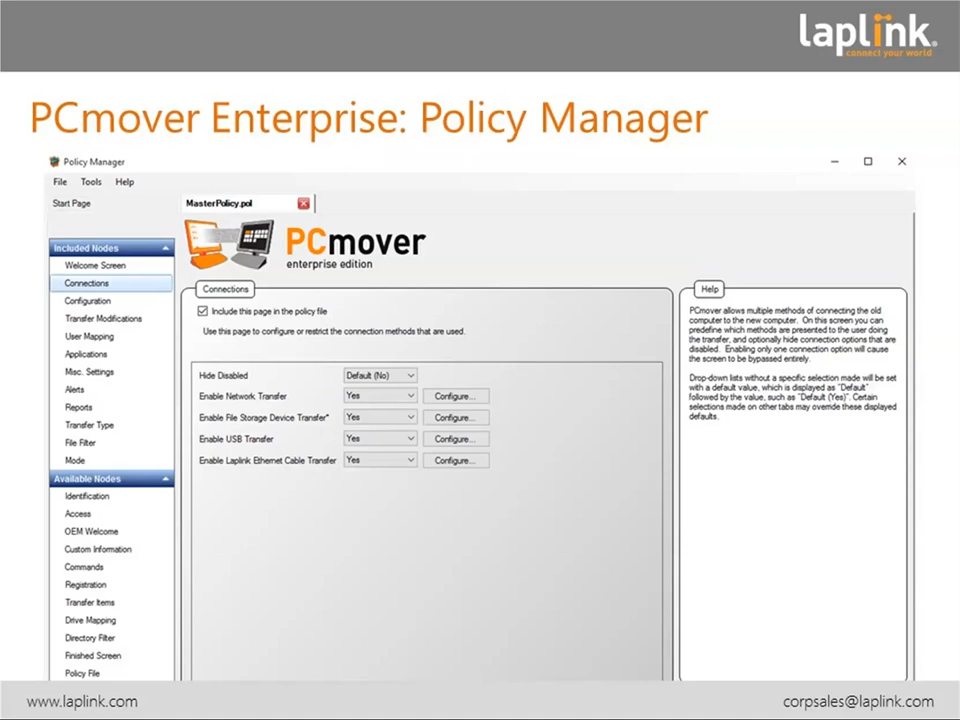 laplink®
connect your world
PCmover Enterprise: Policy Manager
Policy Manager
File Tools Help
Start Page
MasterPolicy.pol
PCmover
enterprise edition
Included Nodes
Welcome Screen
Connections
Configuration
Transfer Modifications
User Mapping
Applications
Misc. Settings
Alerts
Reports
Transfer Type
File Filter
Mode
Available Nodes
Identification
Access
OEM Welcome
Custom Information
Commands
Registration
Transfer Items
Drive Mapping
Directory Filter
Finished Screen
Policy File
Connections
Include this page in the policy file
Use this page to configure or restrict the connection methods that are used.
Hide Disabled Default (No)
Enable Network Transfer Yes Configure...
Enable File Storage Device Transfer* Yes Configure...
Enable USB Transfer Yes Configure...
Enable Laplink Ethernet Cable Transfer Yes Configure...
Help
PCmover allows multiple methods of connecting the old
computer to the new computer. On this screen you can
predefine which methods are presented to the user doing
the transfer, and optionally hide connection options that are
disabled. Enabling only one connection option will cause
the screen to be bypassed entirely.
Drop-down lists without a specific selection made will be set
with a default value, which is displayed as "Default"
followed by the value, such as "Default (Yes)". Certain
selections made on other tabs may override these displayed
defaults.
www.laplink.com
corpsales@laplink.com